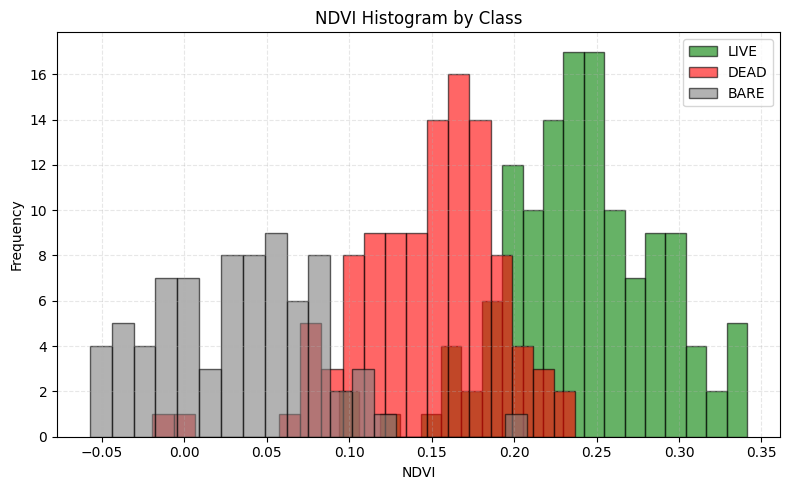 NDVI Histogram by Class
LIVE
DEAD
BARE
Frequency
16
14
12
10
8
6
4
2
0
−0.05 0.00 0.05 0.10 0.15 0.20 0.25 0.30 0.35
NDVI